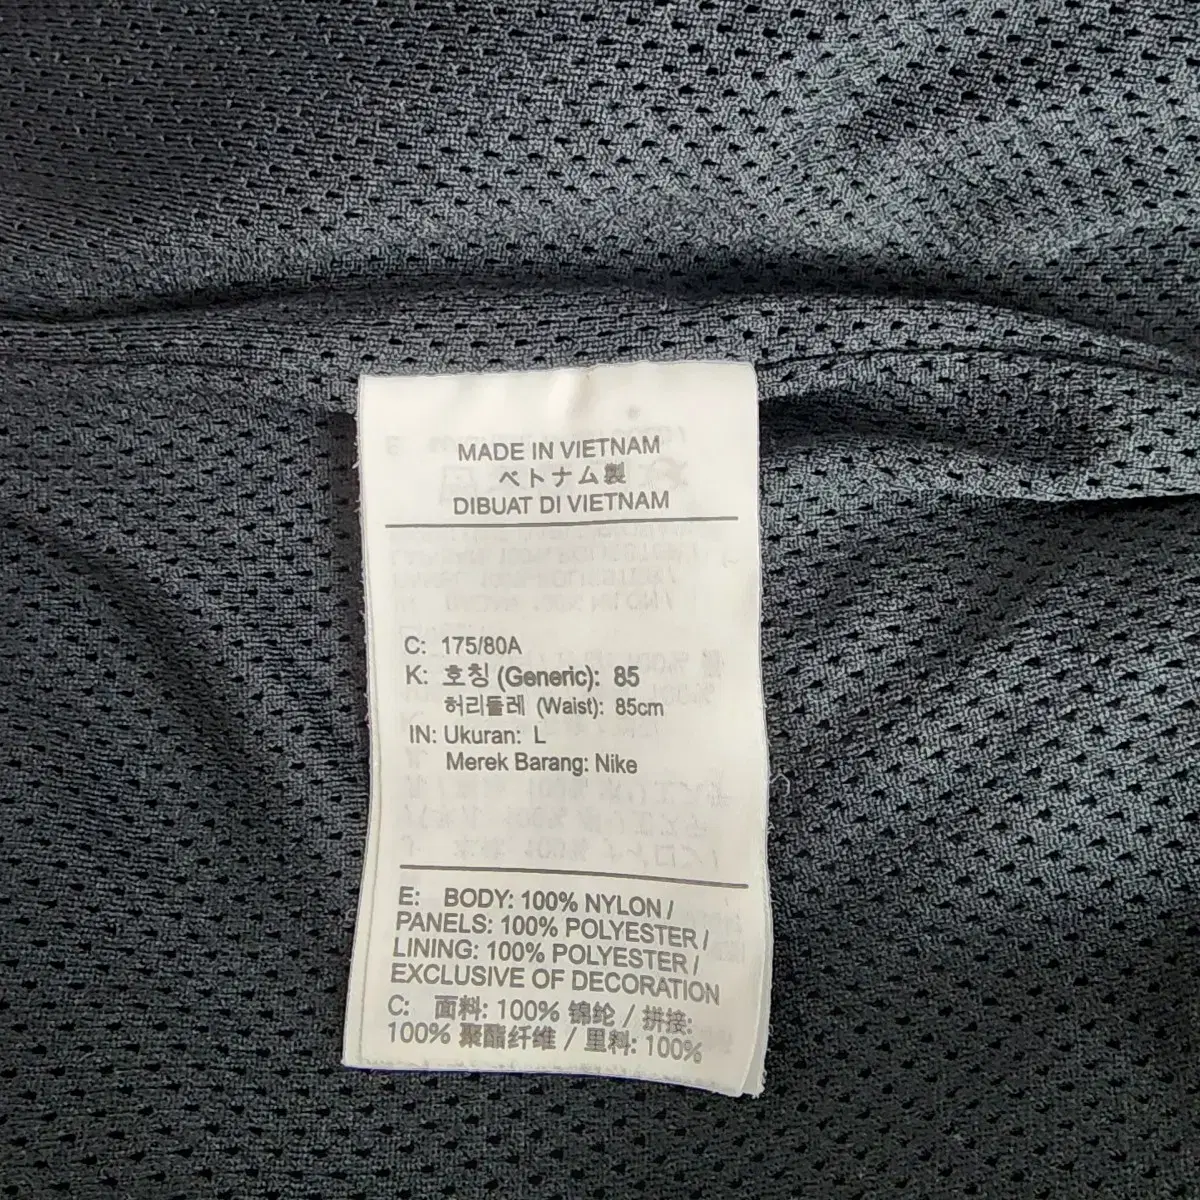 MADE IN VIETNAM
ベトナム製
DIBUAT DI VIETNAM
C: 175/80A
K: 호칭 (Generic): 85
허리둘레 (Waist): 85cm
IN: Ukuran: L
Merek Barang: Nike
E: BODY: 100% NYLON /
PANELS: 100% POLYESTER /
LINING: 100% POLYESTER /
EXCLUSIVE OF DECORATION
C: 面料: 100% 锦纶 / 拼接:
100% 聚酯纤维 / 里料: 100%